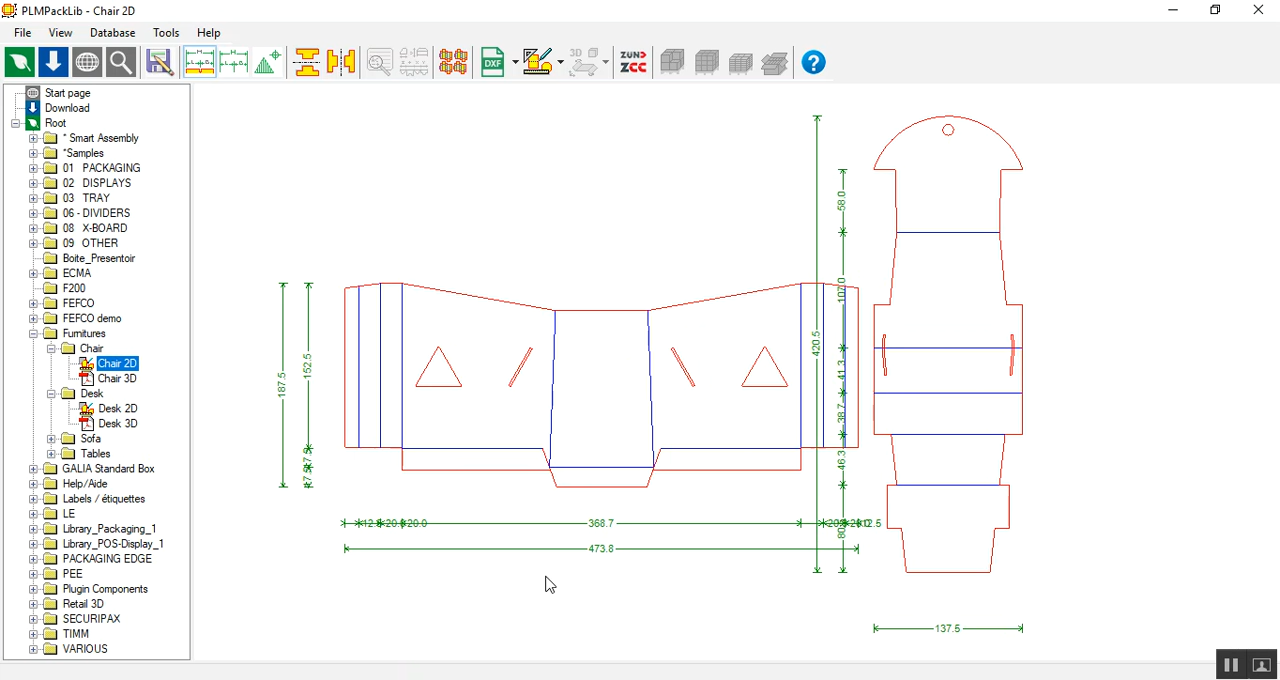 PLMPackLib - Chair 2D
File View Database Tools Help
DXF 3D ZUND ZCC ?
Start page
Download
Root
* Smart Assembly
*Samples
01 PACKAGING
02 DISPLAYS
03 TRAY
06 - DIVIDERS
08 X-BOARD
09 OTHER
Boite_Presentoir
ECMA
F200
FEFCO
FEFCO demo
Furnitures
Chair
Chair 2D
Chair 3D
Desk
Desk 2D
Desk 3D
Sofa
Tables
GALIA Standard Box
Help/Aide
Labels / étiquettes
LE
Library_Packaging_1
Library_POS-Display_1
PACKAGING EDGE
PEE
Plugin Components
Retail 3D
SECURIPAX
TIMM
VARIOUS
187.5
152.5
368.7
473.8
420.5
58.0
107.0
41.3
38.7
46.3
137.5